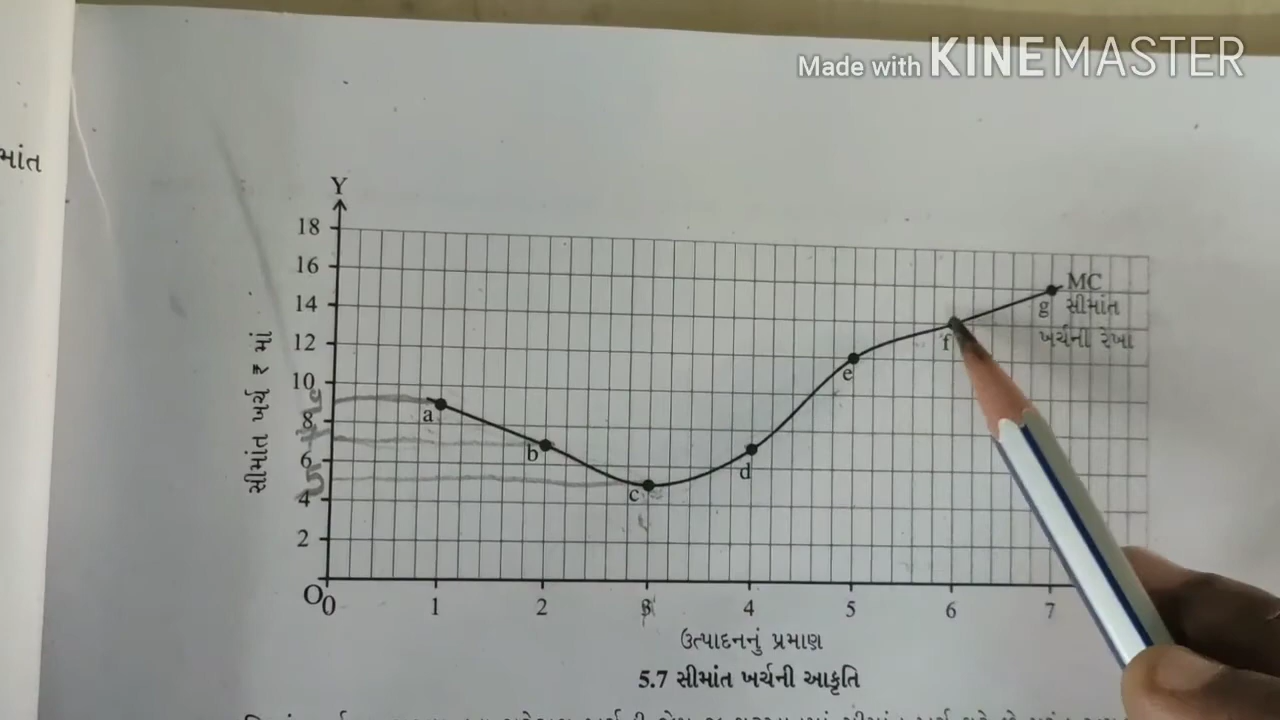 Made with KINEMASTER
માંત
Y
18
16
14
12
10
8
6
4
2
O
0 1 2 3 4 5 6 7
a
b
c
d
e
f
g
MC
સીમાંત
ખર્ચની રેખા
સીમાંત ખર્ચ ₹ માં
ઉત્પાદનનું પ્રમાણ
5.7 સીમાંત ખર્ચની આકૃતિ